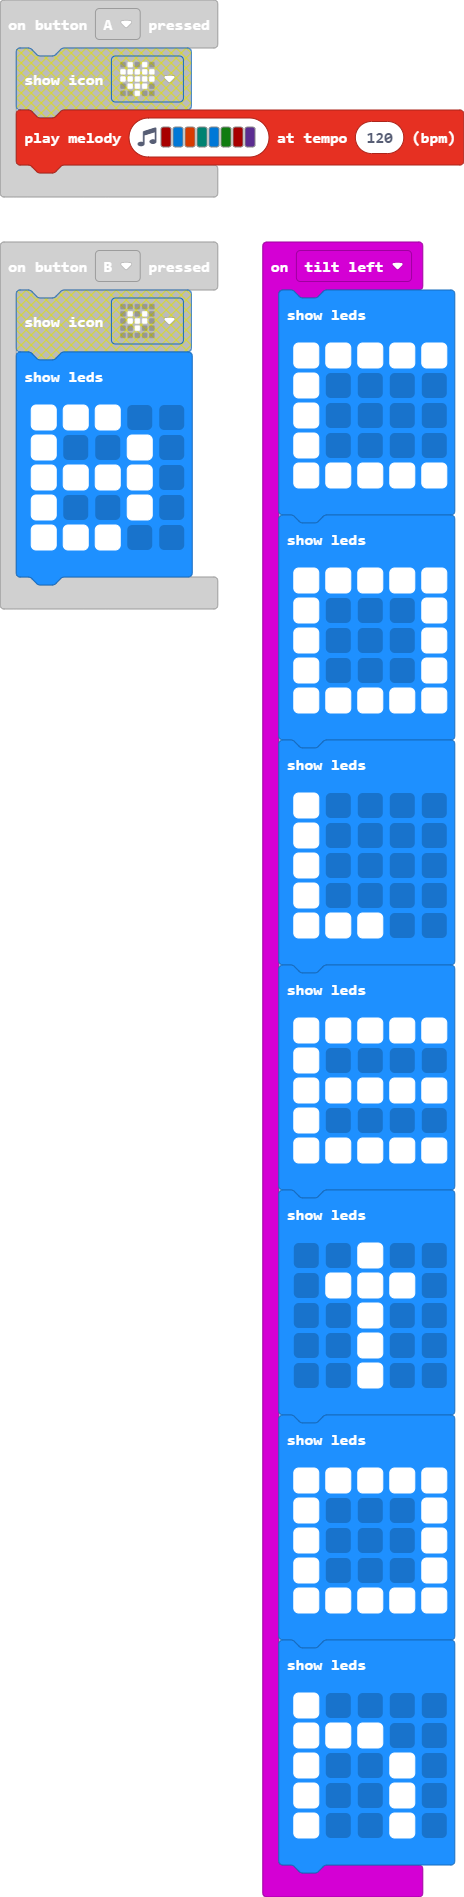 on button A pressed
show icon
play melody at tempo 120 (bpm)
on button B pressed
show icon
show leds
on tilt left
show leds
show leds
show leds
show leds
show leds
show leds
show leds